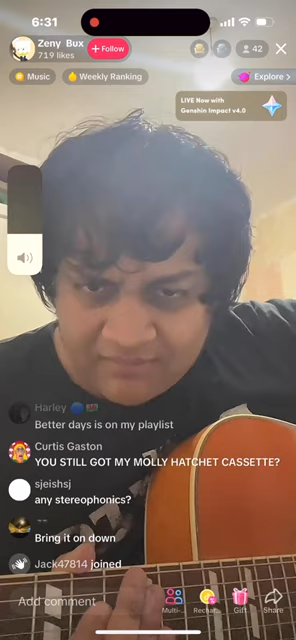 6:31
Zeny Bux
719 likes
+ Follow
42
Music
Weekly Ranking
Explore >
LIVE Now with
Genshin Impact v4.0
Harley
Better days is on my playlist
Curtis Gaston
YOU STILL GOT MY MOLLY HATCHET CASSETTE?
sjeishsj
any stereophonics?
Bring it on down
Jack47814 joined
Add comment
Multi-...
Rechar...
Gift
Share